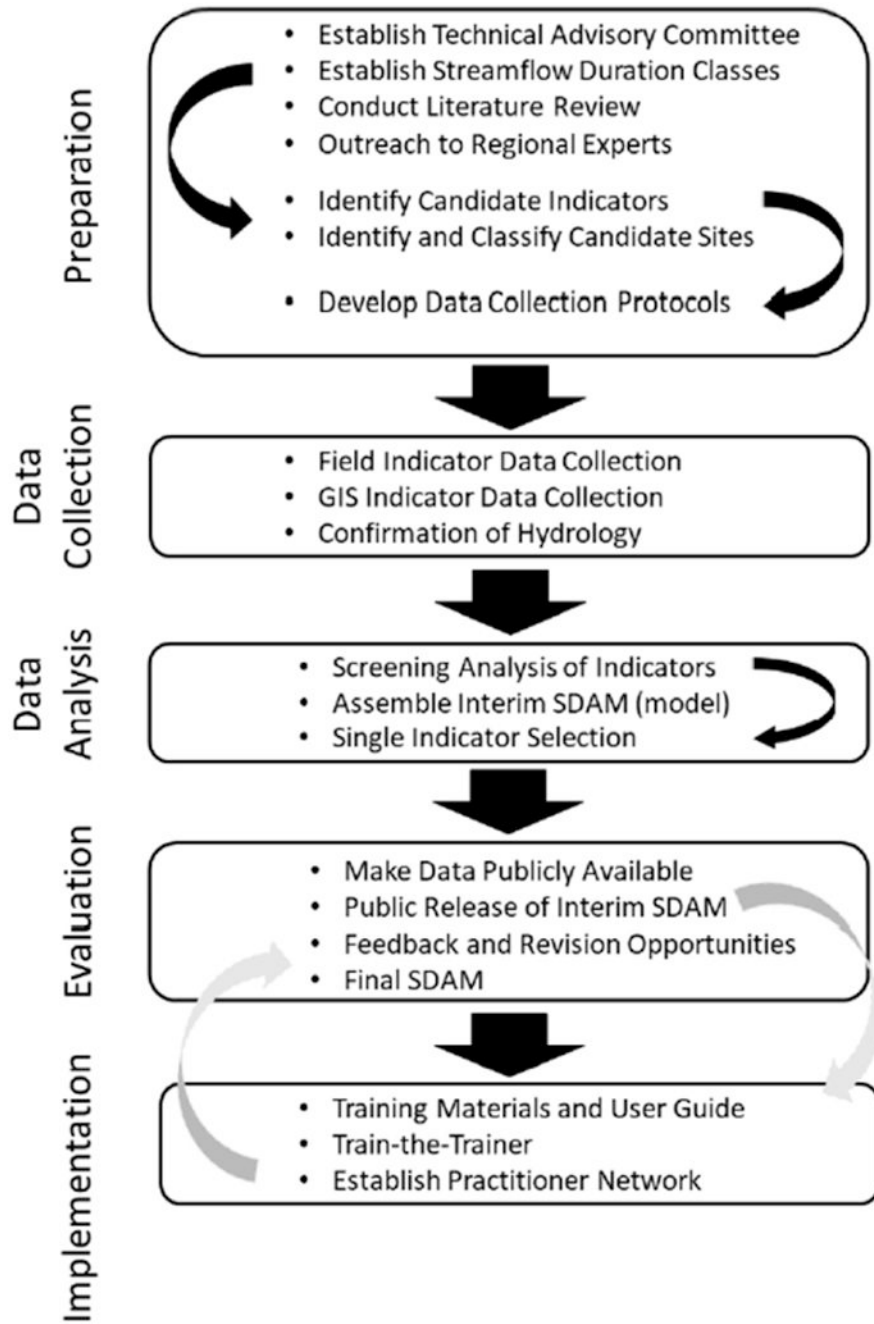 Preparation
• Establish Technical Advisory Committee
• Establish Streamflow Duration Classes
• Conduct Literature Review
• Outreach to Regional Experts
• Identify Candidate Indicators
• Identify and Classify Candidate Sites
• Develop Data Collection Protocols
Data
Collection
• Field Indicator Data Collection
• GIS Indicator Data Collection
• Confirmation of Hydrology
Data
Analysis
• Screening Analysis of Indicators
• Assemble Interim SDAM (model)
• Single Indicator Selection
Evaluation
• Make Data Publicly Available
• Public Release of Interim SDAM
• Feedback and Revision Opportunities
• Final SDAM
Implementation
• Training Materials and User Guide
• Train-the-Trainer
• Establish Practitioner Network